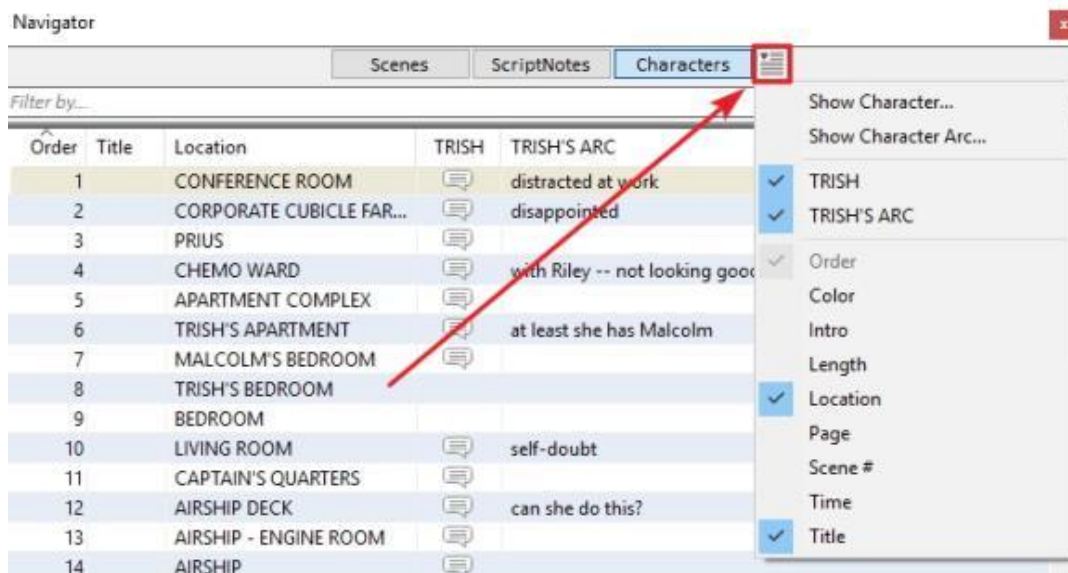 Navigator
x
Scenes ScriptNotes Characters
Filter by...
Order Title Location TRISH TRISH'S ARC
1 CONFERENCE ROOM distracted at work
2 CORPORATE CUBICLE FAR... disappointed
3 PRIUS
4 CHEMO WARD with Riley -- not looking good
5 APARTMENT COMPLEX
6 TRISH'S APARTMENT at least she has Malcolm
7 MALCOLM'S BEDROOM
8 TRISH'S BEDROOM
9 BEDROOM
10 LIVING ROOM self-doubt
11 CAPTAIN'S QUARTERS
12 AIRSHIP DECK can she do this?
13 AIRSHIP - ENGINE ROOM
14 AIRSHIP
Show Character...
Show Character Arc...
TRISH
TRISH'S ARC
Order
Color
Intro
Length
Location
Page
Scene #
Time
Title